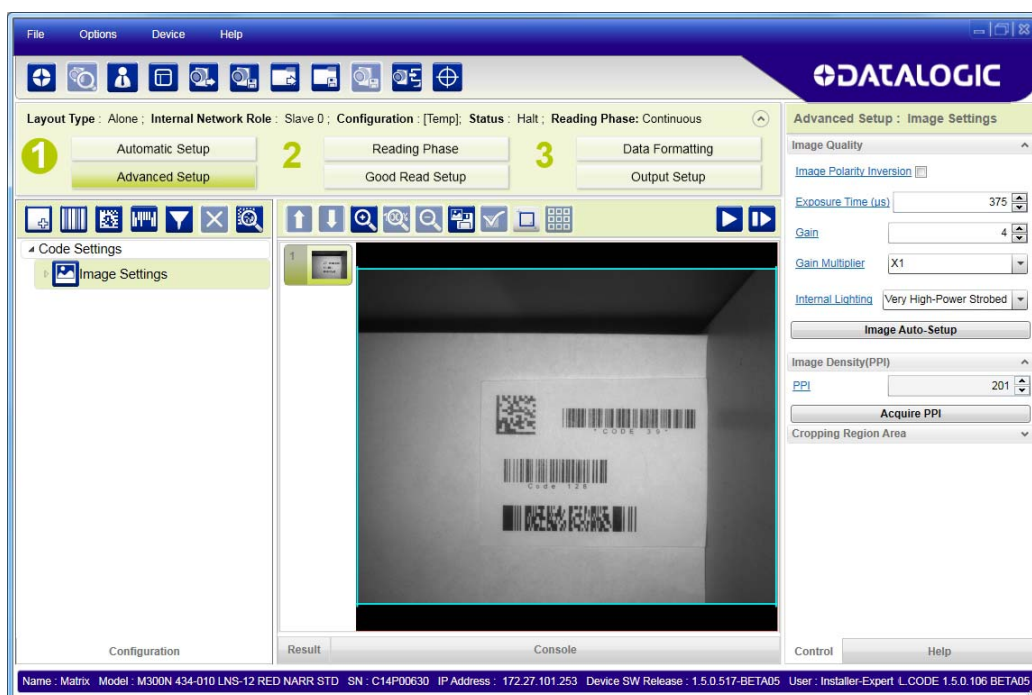 File Options Device Help
DATALOGIC
Layout Type : Alone ; Internal Network Role : Slave 0 ; Configuration : [Temp]; Status : Halt ; Reading Phase: Continuous
1 Automatic Setup 2 Reading Phase 3 Data Formatting
Advanced Setup Good Read Setup Output Setup
Advanced Setup : Image Settings
Image Quality
Image Polarity Inversion
Exposure Time (µs) 375
Gain 4
Gain Multiplier X1
Internal Lighting Very High-Power Strobed
Image Auto-Setup
Image Density(PPI)
PPI 201
Acquire PPI
Cropping Region Area
Code Settings
Image Settings
100%
1
*CODE 39*
Code 128
Configuration
Result Console
Control Help
Name : Matrix Model : M300N 434-010 LNS-12 RED NARR STD SN : C14P00630 IP Address : 172.27.101.253 Device SW Release : 1.5.0.517-BETA05 User : Installer-Expert DL.CODE 1.5.0.106 BETA05